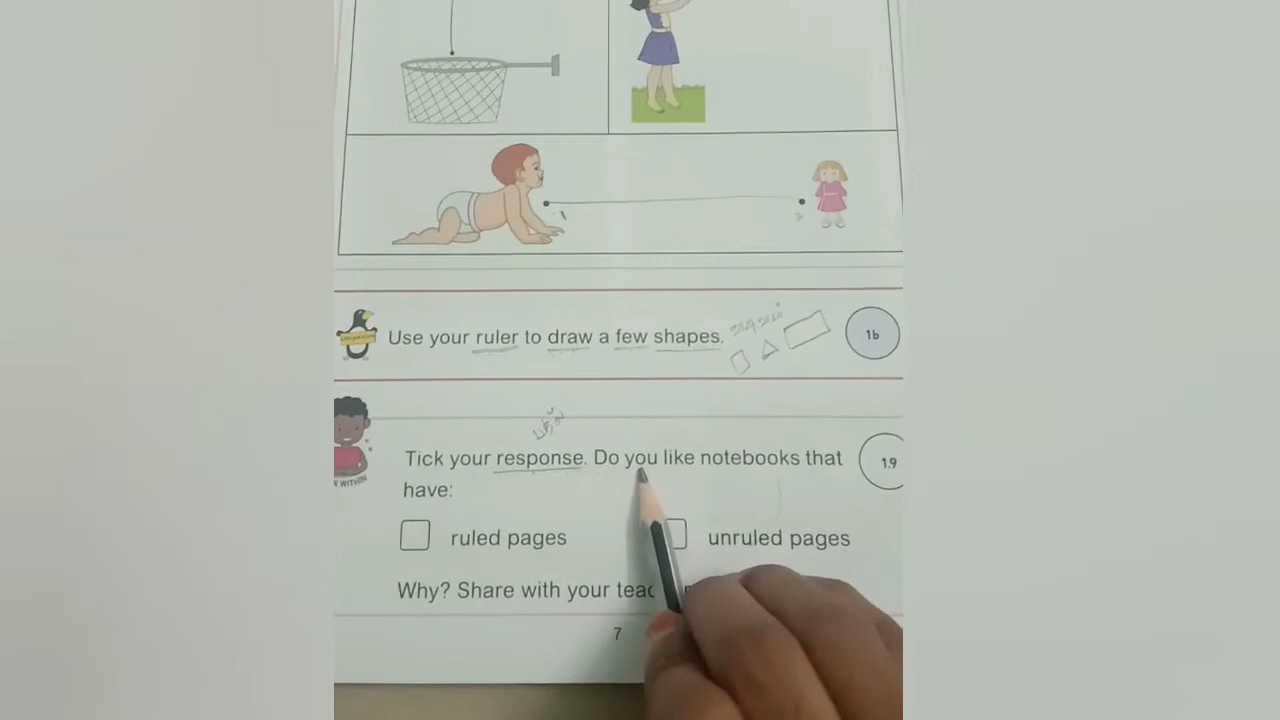 Use your ruler to draw a few shapes.
1b
Tick your response. Do you like notebooks that
have:
1.9
ruled pages
unruled pages
Why? Share with your
7